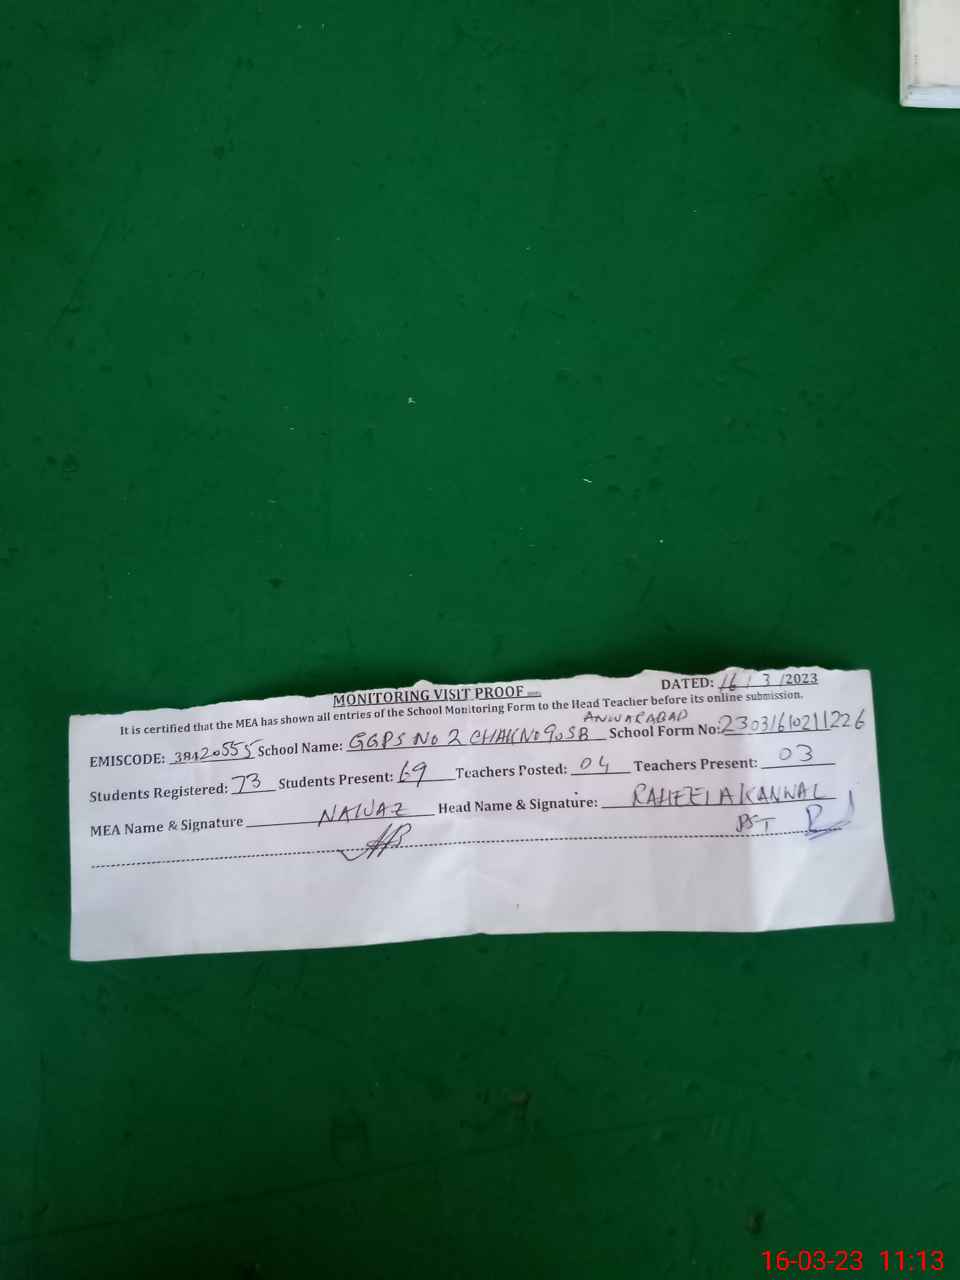 MONITORING VISIT PROOF
DATED: 16/3/2023
It is certified that the MEA has shown all entries of the School Monitoring Form to the Head Teacher before its online submission.
ANWARABAD
EMISCODE: 38420555 School Name: GGPS No 2 CHAK No 90 SB School Form No: 23031610211226
Students Registered: 73 Students Present: 69 Teachers Posted: 04 Teachers Present: 03
MEA Name & Signature NAWAZ Head Name & Signature: RAHEELA KANWAL
PST
16-03-23 11:13